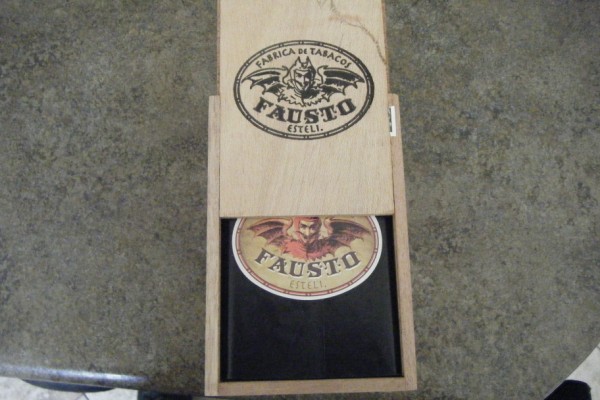 FABRICA DE TABACOS
FAUSTO
ESTELI.
FAUSTO
ESTELI.